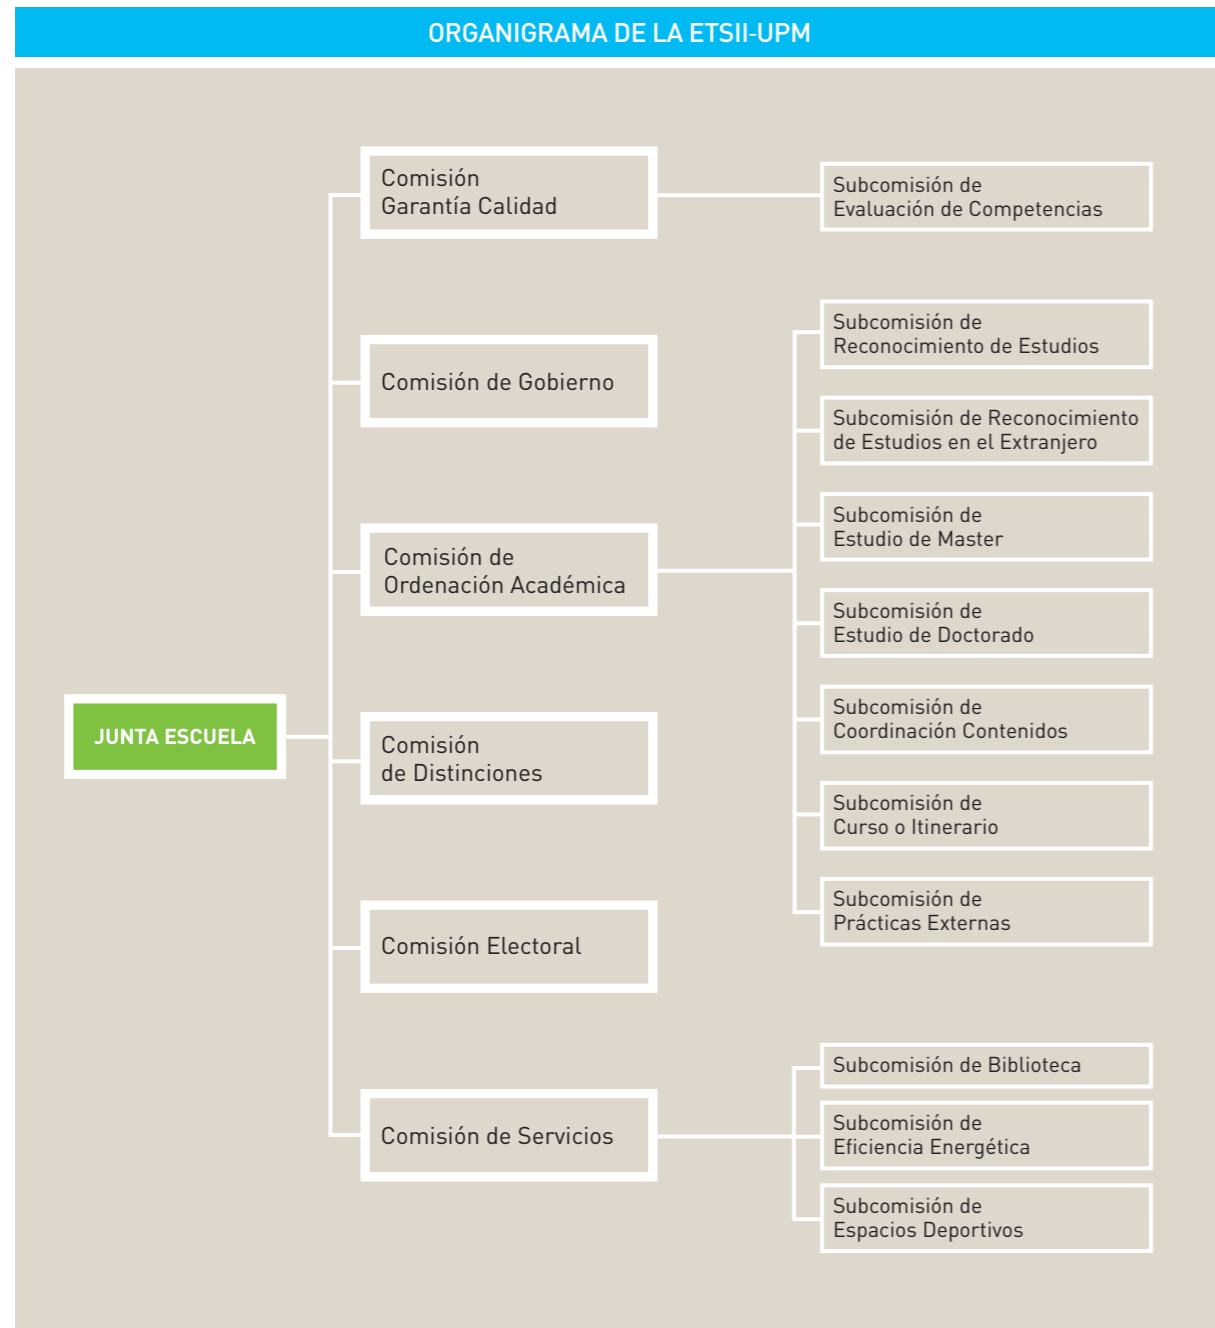 ORGANIGRAMA DE LA ETSII-UPM
JUNTA ESCUELA
Comisión
Garantía Calidad
Subcomisión de
Evaluación de Competencias
Comisión de Gobierno
Comisión de
Ordenación Académica
Subcomisión de
Reconocimiento de Estudios
Subcomisión de Reconocimiento
de Estudios en el Extranjero
Subcomisión de
Estudio de Master
Subcomisión de
Estudio de Doctorado
Subcomisión de
Coordinación Contenidos
Subcomisión de
Curso o Itinerario
Subcomisión de
Prácticas Externas
Comisión
de Distinciones
Comisión Electoral
Comisión de Servicios
Subcomisión de Biblioteca
Subcomisión de
Eficiencia Energética
Subcomisión de
Espacios Deportivos